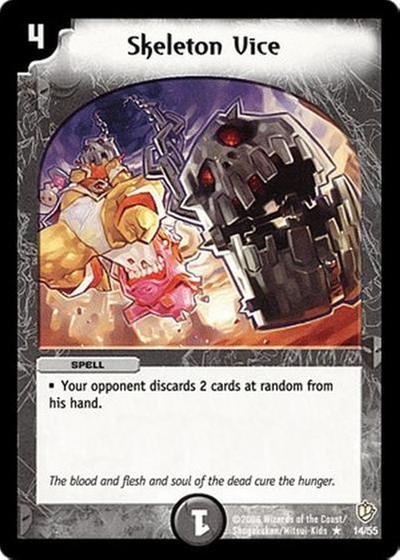 4
Skeleton Vice
SPELL
▪ Your opponent discards 2 cards at random from
his hand.
The blood and flesh and soul of the dead cure the hunger.
1
©2006 Wizards of the Coast/
Shogakukan/Mitsui-Kids ★ 14/55